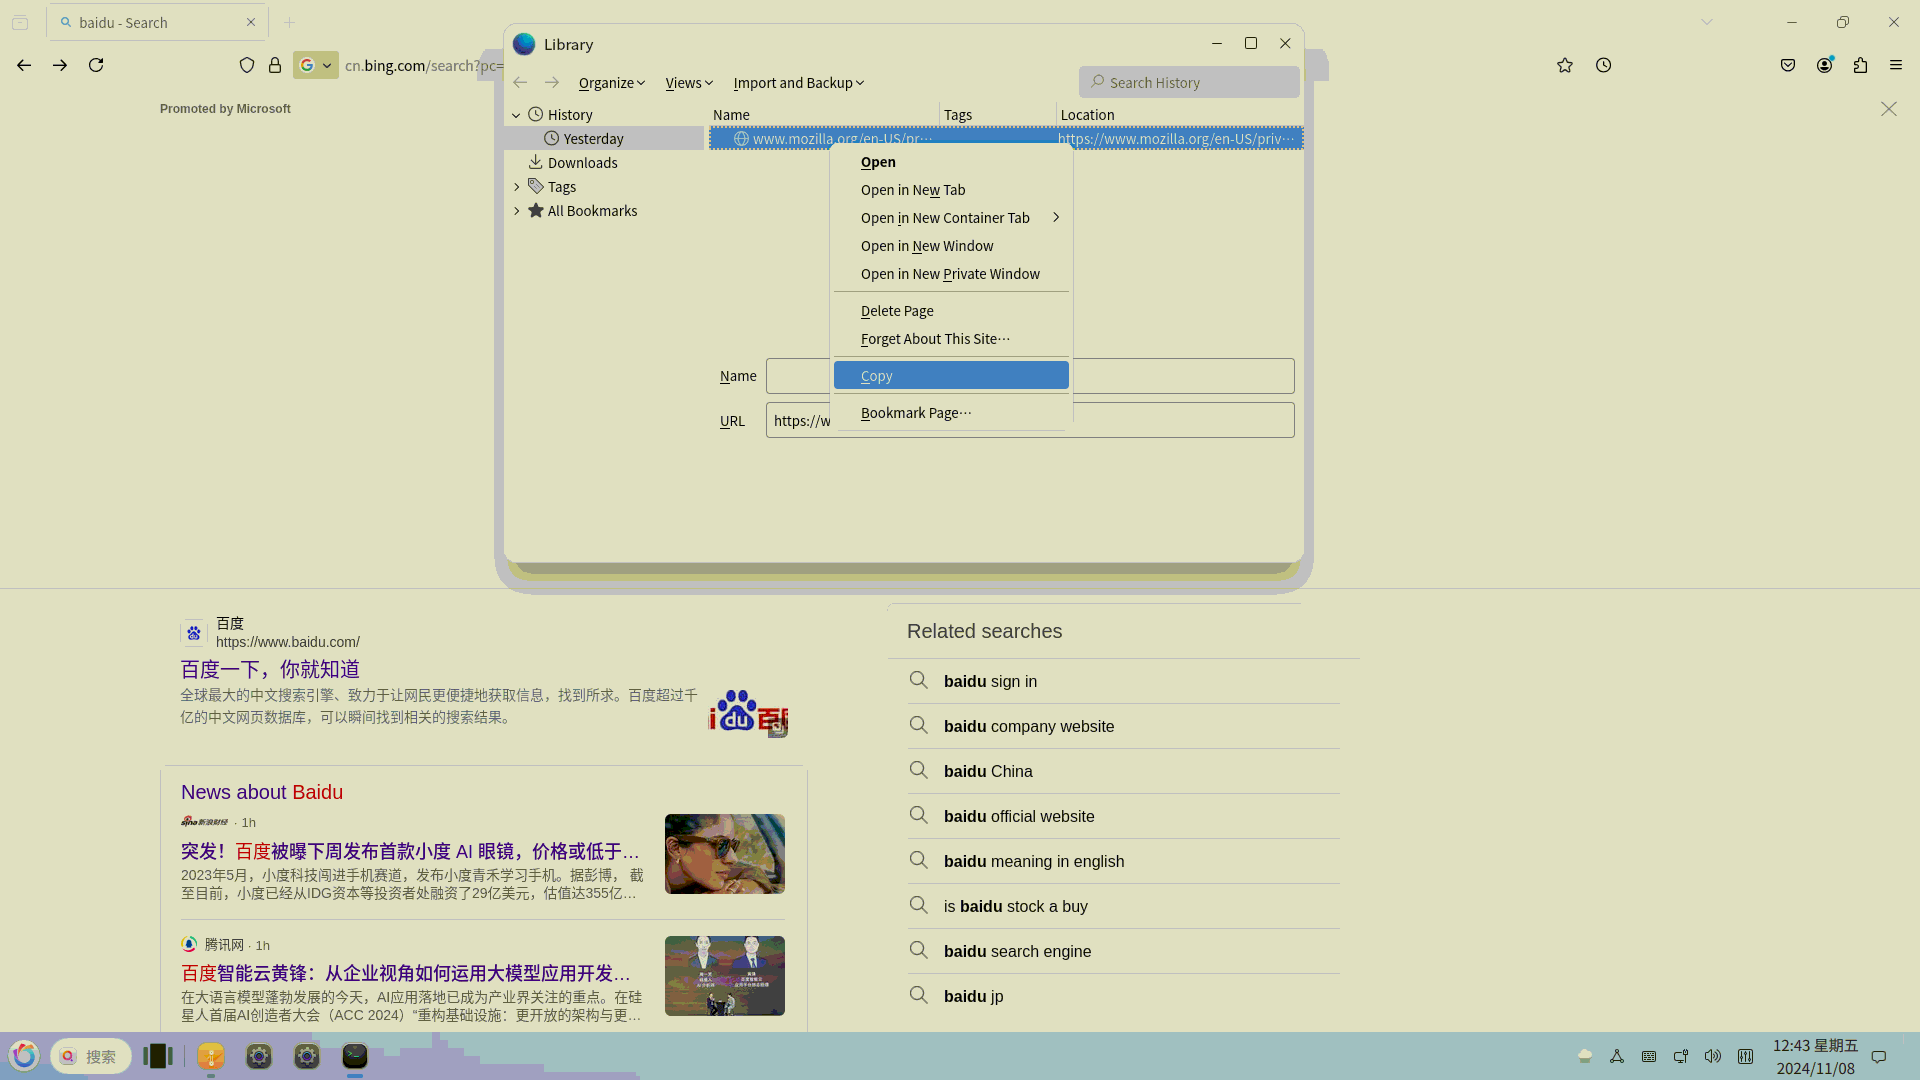 baidu - Search
cn.bing.com/search?pc=
Promoted by Microsoft
Library
Organize
Views
Import and Backup
Search History
History
Yesterday
Downloads
Tags
All Bookmarks
Name
Tags
Location
www.mozilla.org/en-US/pr…
https://www.mozilla.org/en-US/priv…
Open
Open in New Tab
Open in New Container Tab
Open in New Window
Open in New Private Window
Delete Page
Forget About This Site…
Copy
Bookmark Page…
Name
URL
https://w
百度
https://www.baidu.com/
百度一下，你就知道
全球最大的中文搜索引擎、致力于让网民更便捷地获取信息，找到所求。百度超过千
亿的中文网页数据库，可以瞬间找到相关的搜索结果。
News about Baidu
sina新浪财经 · 1h
突发！百度被曝下周发布首款小度 AI 眼镜，价格或低于…
2023年5月，小度科技闯进手机赛道，发布小度青禾学习手机。据彭博， 截
至目前，小度已经从IDG资本等投资者处融资了29亿美元，估值达355亿…
腾讯网 · 1h
百度智能云黄锋：从企业视角如何运用大模型应用开发…
在大语言模型蓬勃发展的今天，AI应用落地已成为产业界关注的重点。在硅
星人首届AI创造者大会（ACC 2024）“重构基础设施：更开放的架构与更…
Related searches
baidu sign in
baidu company website
baidu China
baidu official website
baidu meaning in english
is baidu stock a buy
baidu search engine
baidu jp
搜索
12:43 星期五
2024/11/08